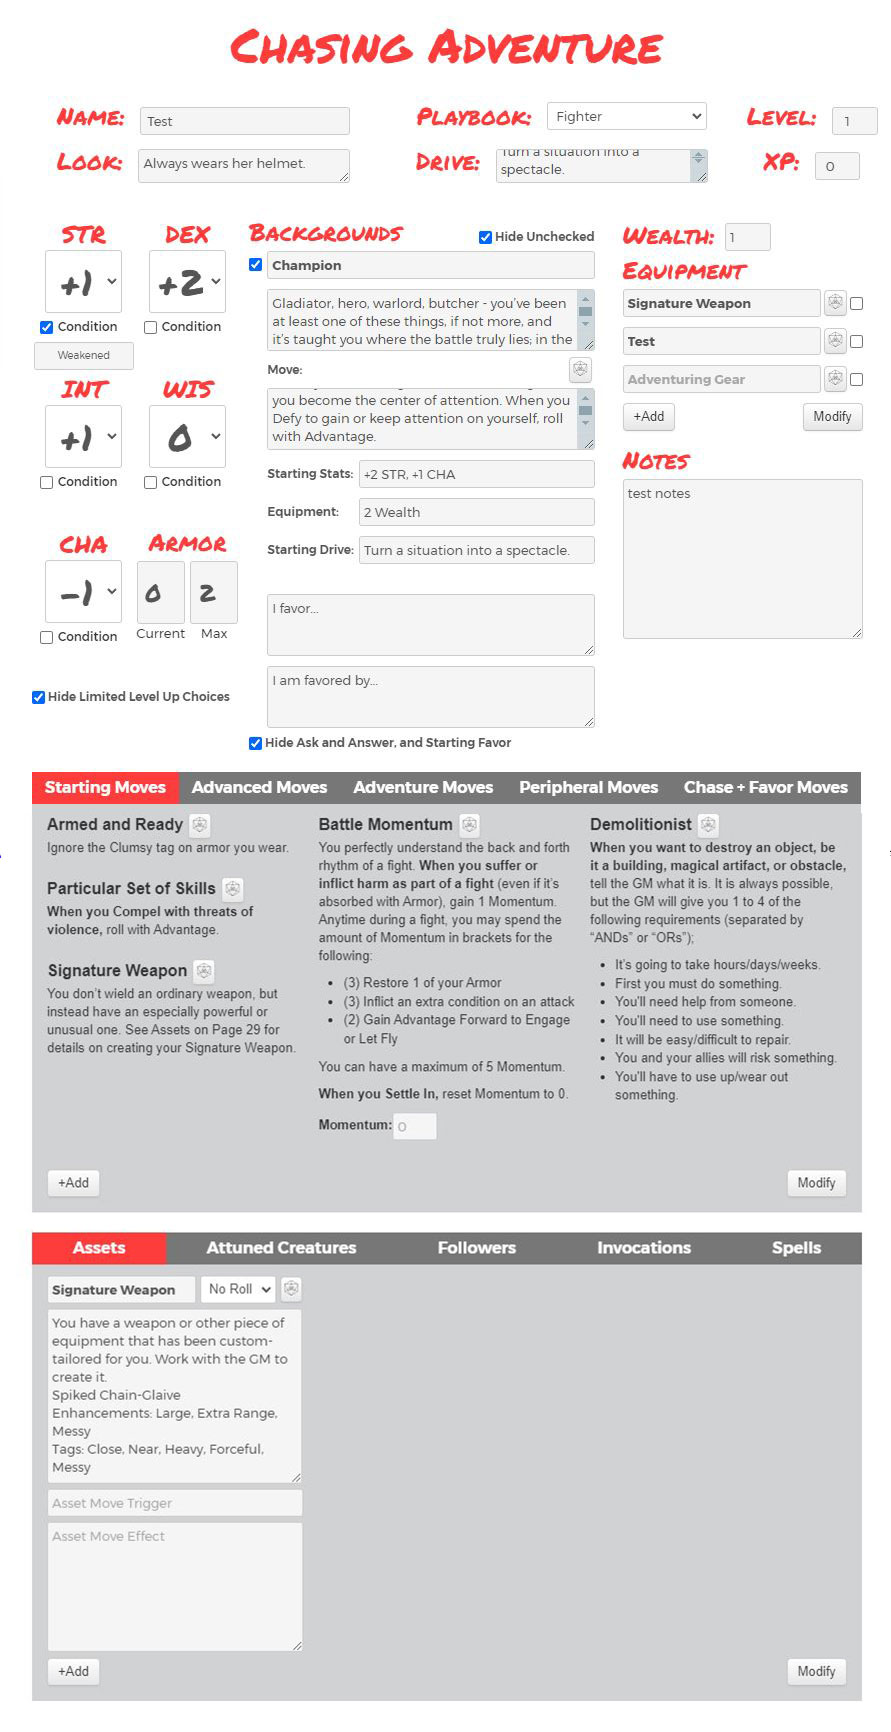 Chasing Adventure
Name: Test
Playbook: Fighter
Level: 1
Look: Always wears her helmet.
Drive: Turn a situation into a
spectacle.
XP: 0
STR DEX
+1 +2
Condition Condition
Weakened
INT WIS
+1 0
Condition Condition
CHA Armor
-1 0 2
Condition Current Max
Hide Limited Level Up Choices
Backgrounds Hide Unchecked
Champion
Gladiator, hero, warlord, butcher - you've been
at least one of these things, if not more, and
it's taught you where the battle truly lies; in the
Move:
you become the center of attention. When you
Defy to gain or keep attention on yourself, roll
with Advantage.
Starting Stats: +2 STR, +1 CHA
Equipment: 2 Wealth
Starting Drive: Turn a situation into a spectacle.
I favor...
I am favored by...
Hide Ask and Answer, and Starting Favor
Wealth: 1
Equipment
Signature Weapon
Test
Adventuring Gear
+Add Modify
Notes
test notes
Starting Moves Advanced Moves Adventure Moves Peripheral Moves Chase + Favor Moves
Armed and Ready
Ignore the Clumsy tag on armor you wear.
Particular Set of Skills
When you Compel with threats of
violence, roll with Advantage.
Signature Weapon
You don't wield an ordinary weapon, but
instead have an especially powerful or
unusual one. See Assets on Page 29 for
details on creating your Signature Weapon.
Battle Momentum
You perfectly understand the back and forth
rhythm of a fight. When you suffer or
inflict harm as part of a fight (even if it's
absorbed with Armor), gain 1 Momentum.
Anytime during a fight, you may spend the
amount of Momentum in brackets for the
following:
• (3) Restore 1 of your Armor
• (3) Inflict an extra condition on an attack
• (2) Gain Advantage Forward to Engage
or Let Fly
You can have a maximum of 5 Momentum.
When you Settle In, reset Momentum to 0.
Momentum: 0
Demolitionist
When you want to destroy an object, be
it a building, magical artifact, or obstacle,
tell the GM what it is. It is always possible,
but the GM will give you 1 to 4 of the
following requirements (separated by
“ANDs” or “ORs”);
• It's going to take hours/days/weeks.
• First you must do something.
• You'll need help from someone.
• You'll need to use something.
• It will be easy/difficult to repair.
• You and your allies will risk something.
• You'll have to use up/wear out
something.
+Add Modify
Assets Attuned Creatures Followers Invocations Spells
Signature Weapon No Roll
You have a weapon or other piece of
equipment that has been custom-
tailored for you. Work with the GM to
create it.
Spiked Chain-Glaive
Enhancements: Large, Extra Range,
Messy
Tags: Close, Near, Heavy, Forceful,
Messy
Asset Move Trigger
Asset Move Effect
+Add Modify